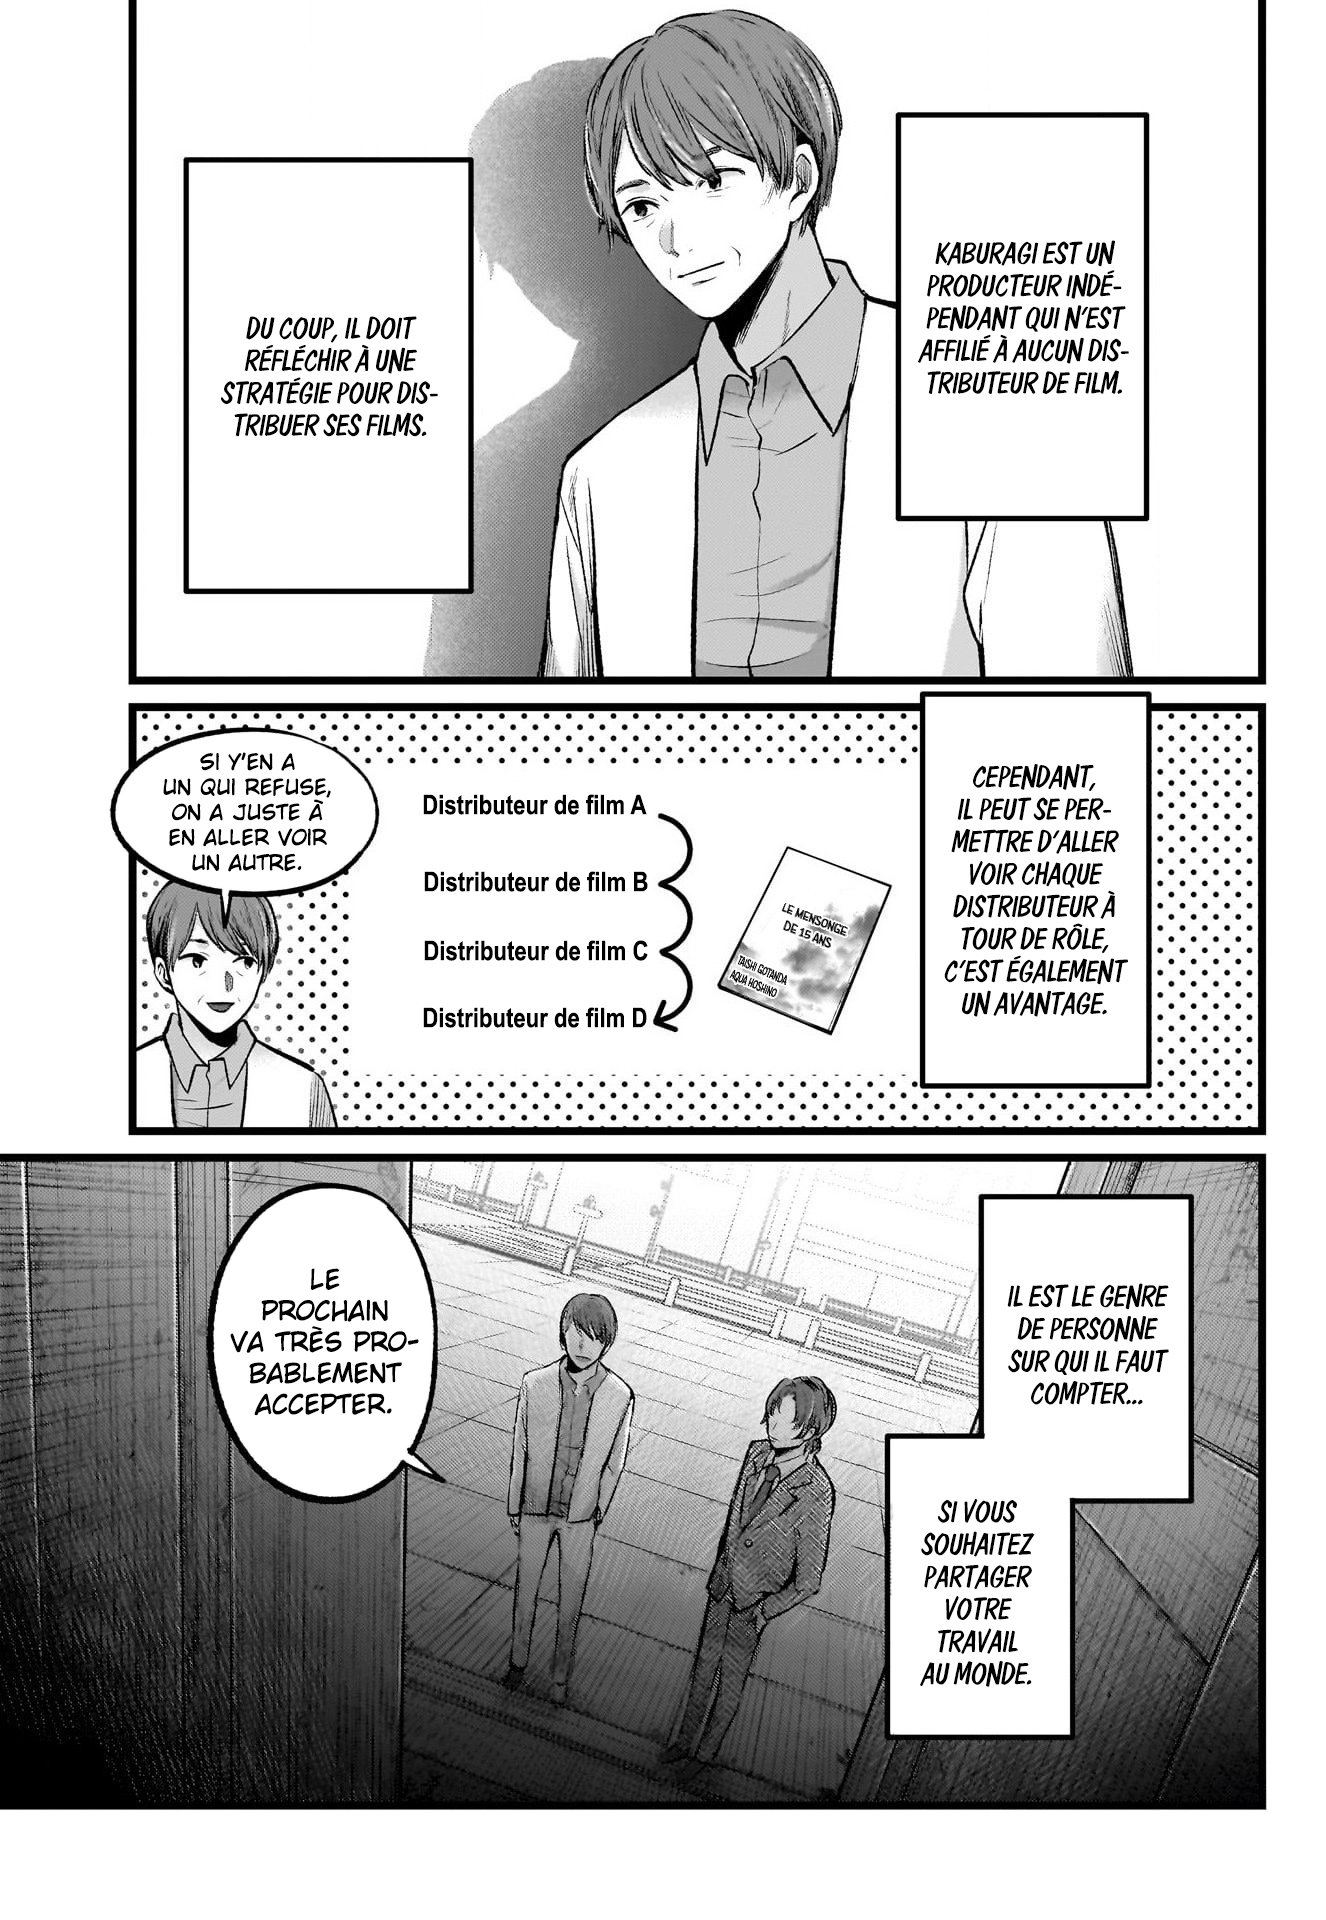 KABURAGI EST UN
PRODUCTEUR INDÉ-
PENDANT QUI N'EST
AFFILIÉ À AUCUN DIS-
TRIBUTEUR DE FILM.
DU COUP, IL DOIT
RÉFLÉCHIR À UNE
STRATÉGIE POUR DIS-
TRIBUER SES FILMS.
CEPENDANT,
IL PEUT SE PER-
METTRE D'ALLER
VOIR CHAQUE
DISTRIBUTEUR À
TOUR DE RÔLE,
C'EST ÉGALEMENT
UN AVANTAGE.
LE MENSONGE
DE 15 ANS
TAISHI GOTANDA
AQUA HOSHINO
Distributeur de film A
Distributeur de film B
Distributeur de film C
Distributeur de film D
SI Y'EN A
UN QUI REFUSE,
ON A JUSTE À
EN ALLER VOIR
UN AUTRE.
IL EST LE GENRE
DE PERSONNE
SUR QUI IL FAUT
COMPTER...
SI VOUS
SOUHAITEZ
PARTAGER
VOTRE
TRAVAIL
AU MONDE.
LE
PROCHAIN
VA TRÈS PRO-
BABLEMENT
ACCEPTER.